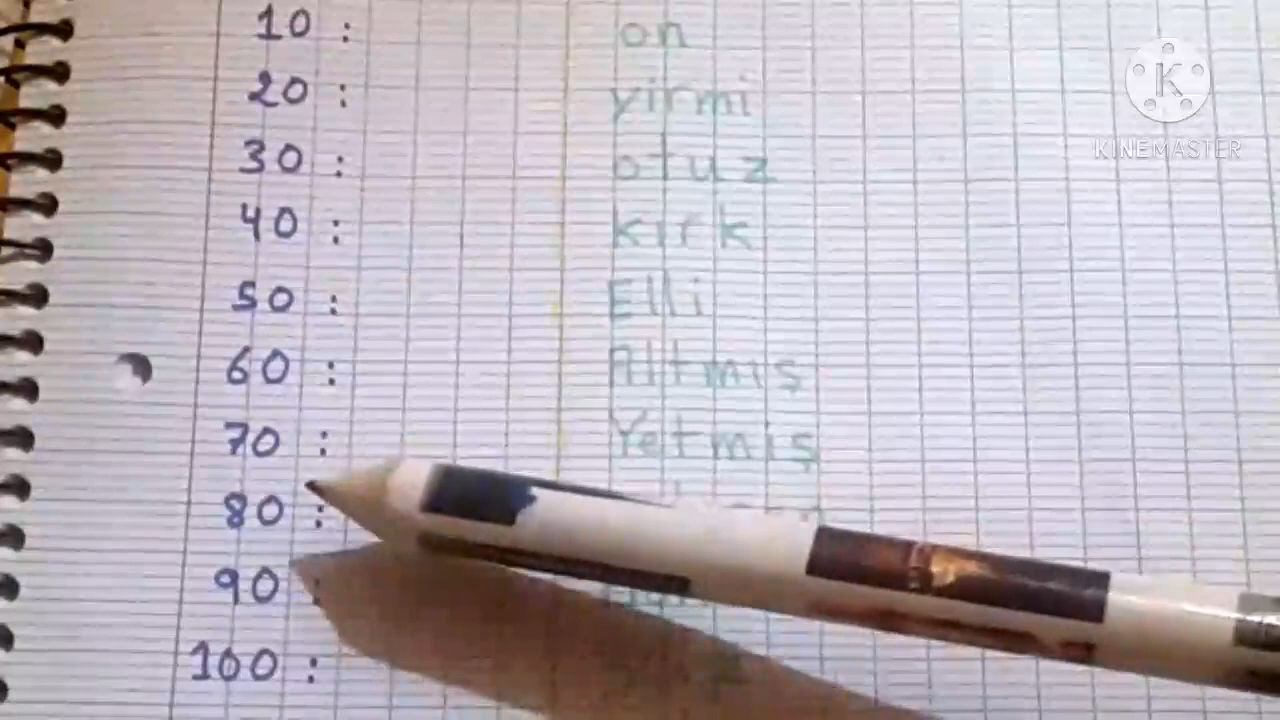 10 : on
20 : yirmi
30 : otuz
40 : kırk
50 : Elli
60 : Altmış
70 : Yetmiş
80 :
90 :
100 :
K
KINEMASTER